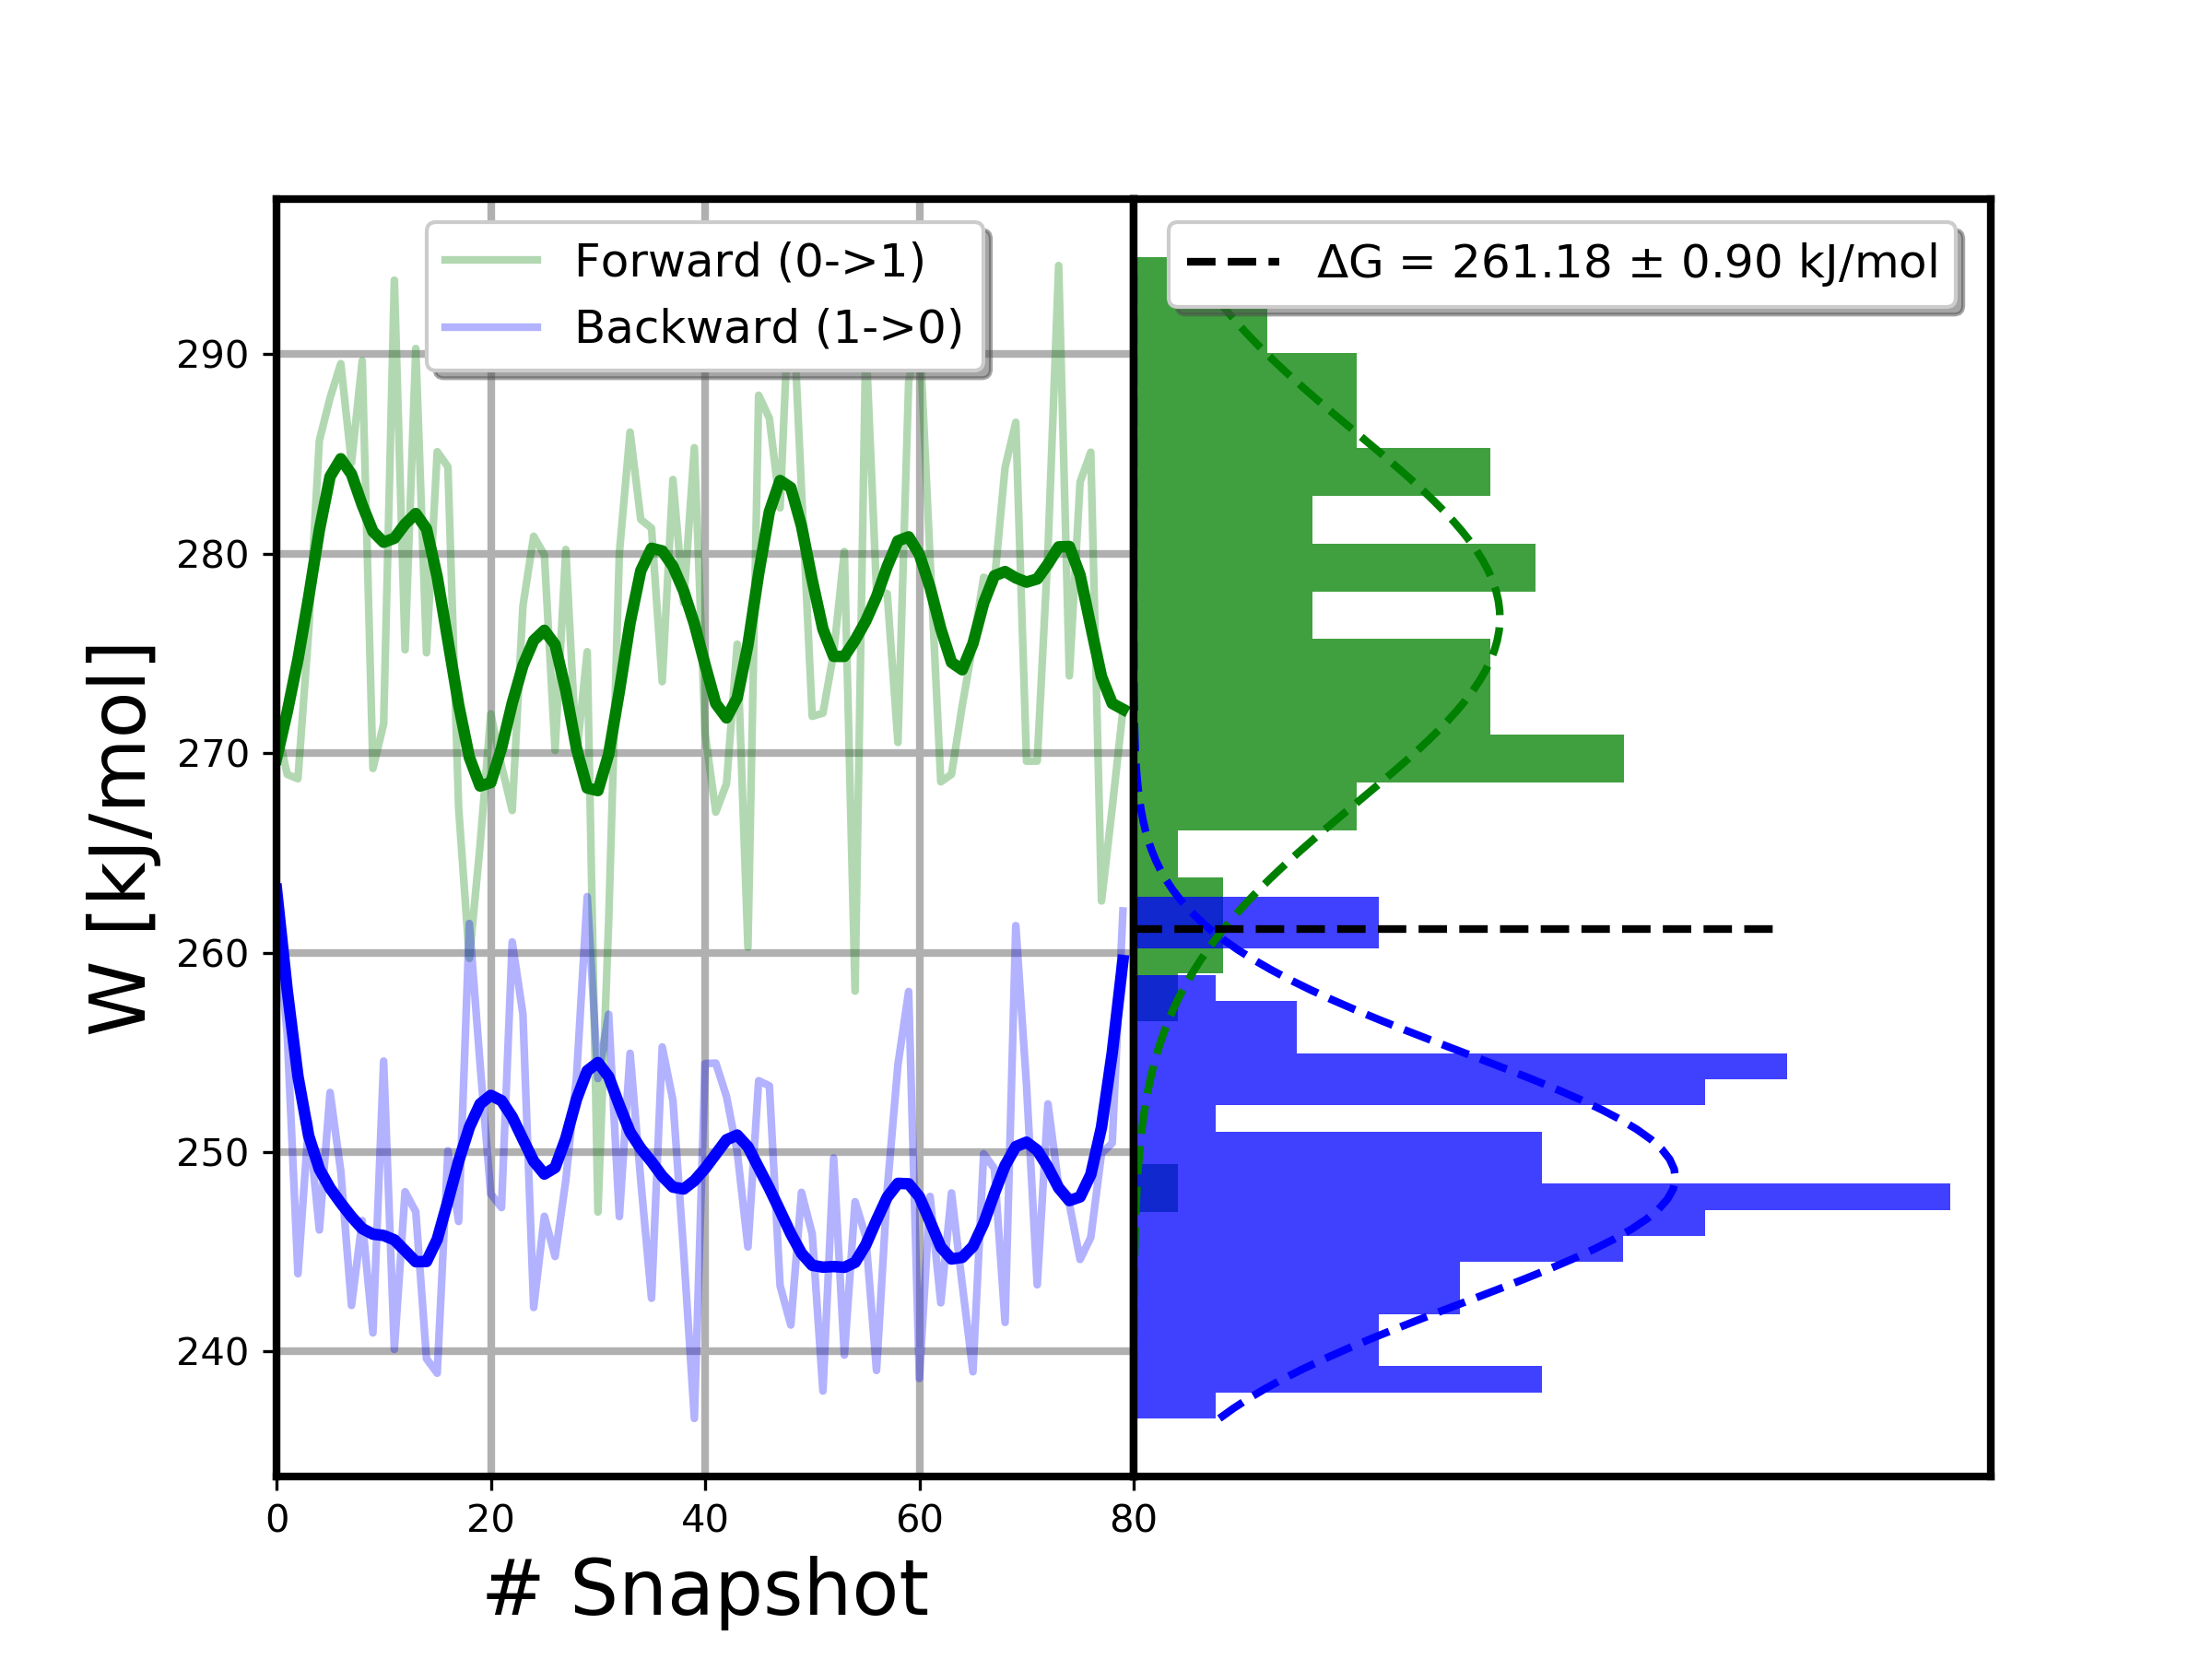 Forward (0->1)
Backward (1->0)
ΔG = 261.18 ± 0.90 kJ/mol
290
280
270
260
250
240
W [kJ/mol]
0 20 40 60 80
# Snapshot